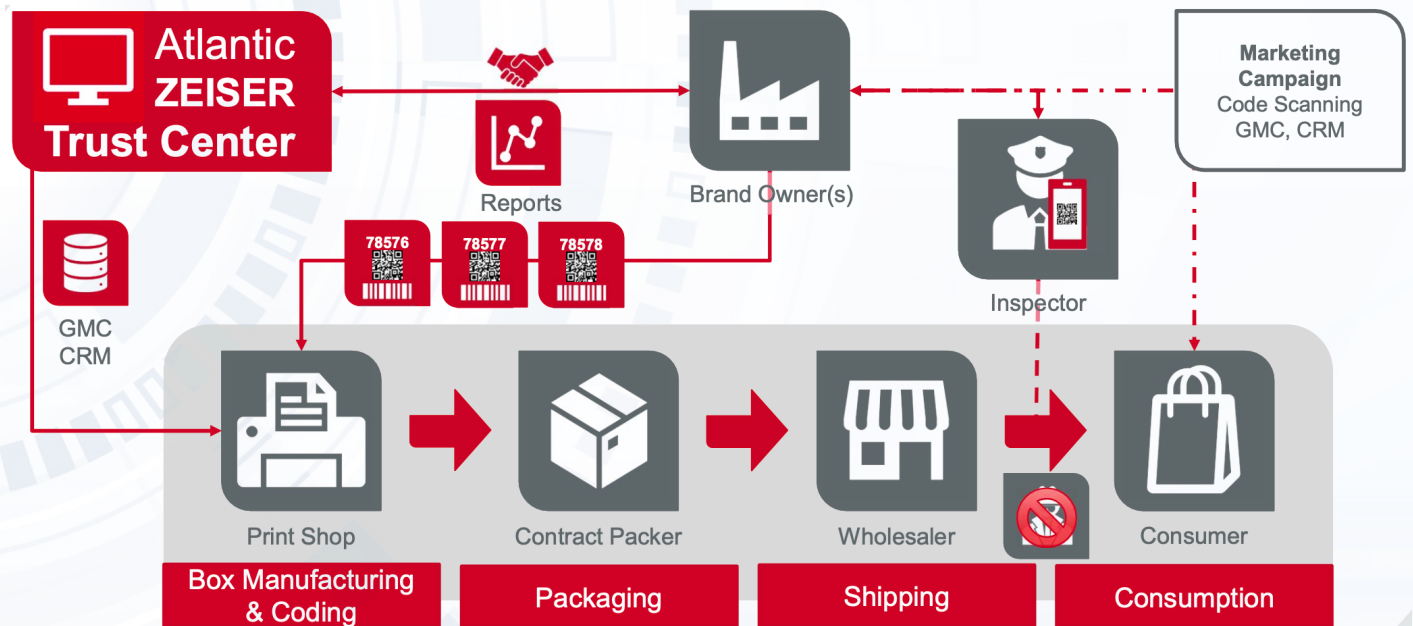 Atlantic
ZEISER
Trust Center
Reports
Brand Owner(s)
Marketing
Campaign
Code Scanning
GMC, CRM
78576
78577
78578
Inspector
GMC
CRM
Print Shop
Contract Packer
Wholesaler
Consumer
Box Manufacturing
& Coding
Packaging
Shipping
Consumption